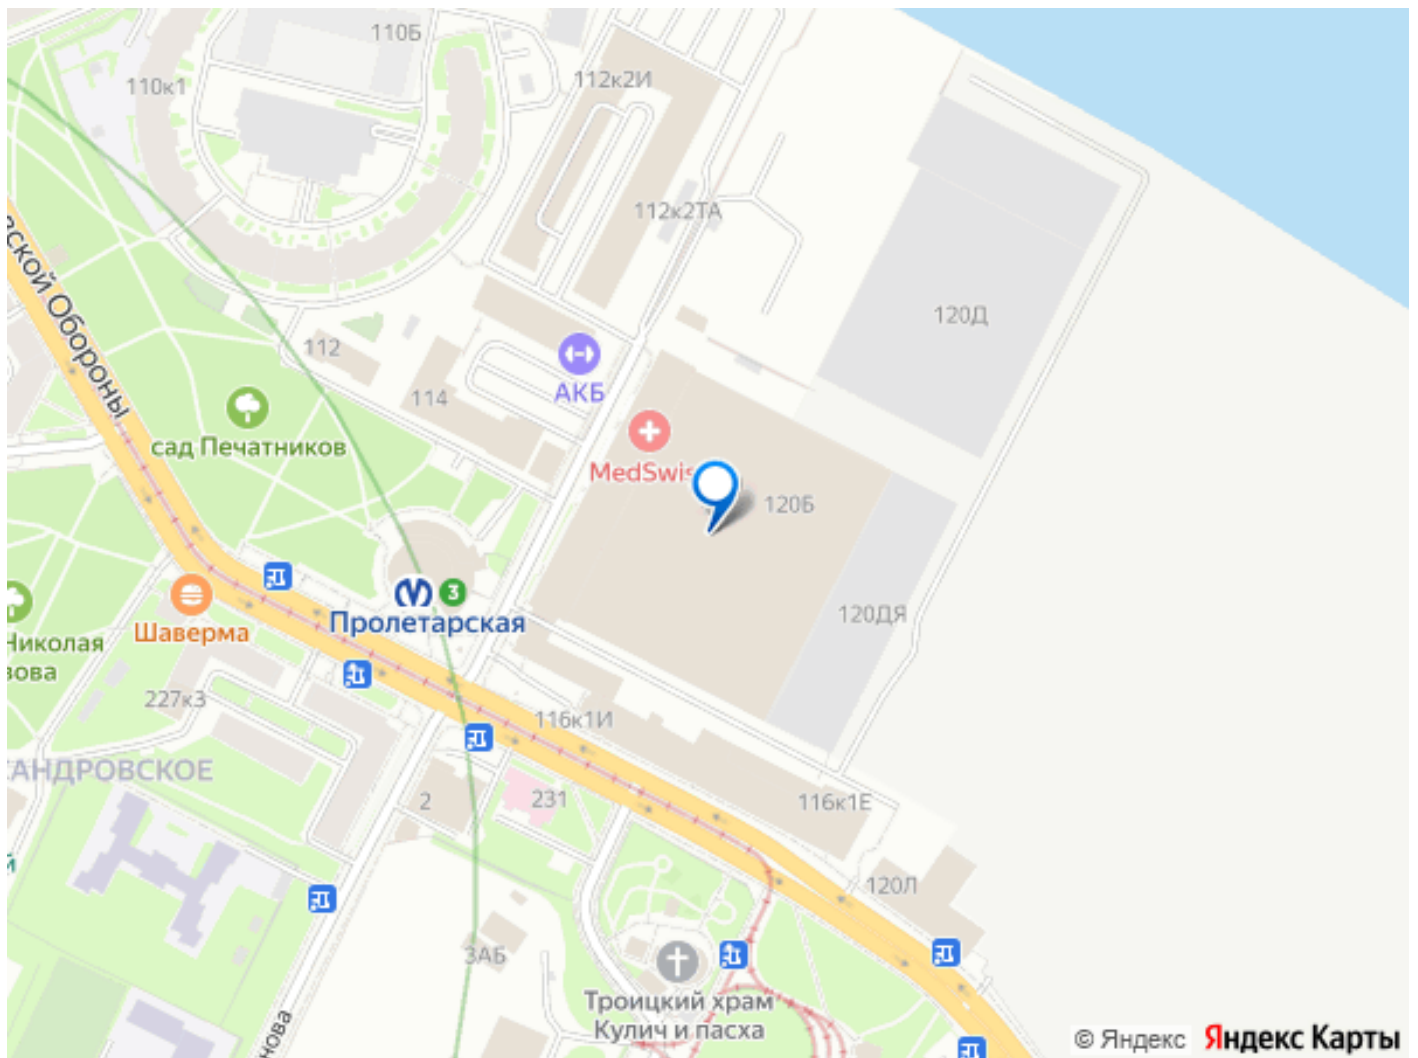 110Б
110к1
112к2И
112к2ТА
ской Обороны
120Д
112
АКБ
114
сад Печатников
MedSwis
120Б
3
Пролетарская
120ДЯ
Шаверма
Николая
227к3
116к1И
АНДРОВСКОЕ
2
231
116к1Е
й
120Л
3АБ
Троицкий храм
Кулич и пасха
нова
© Яндекс Яндекс Карты